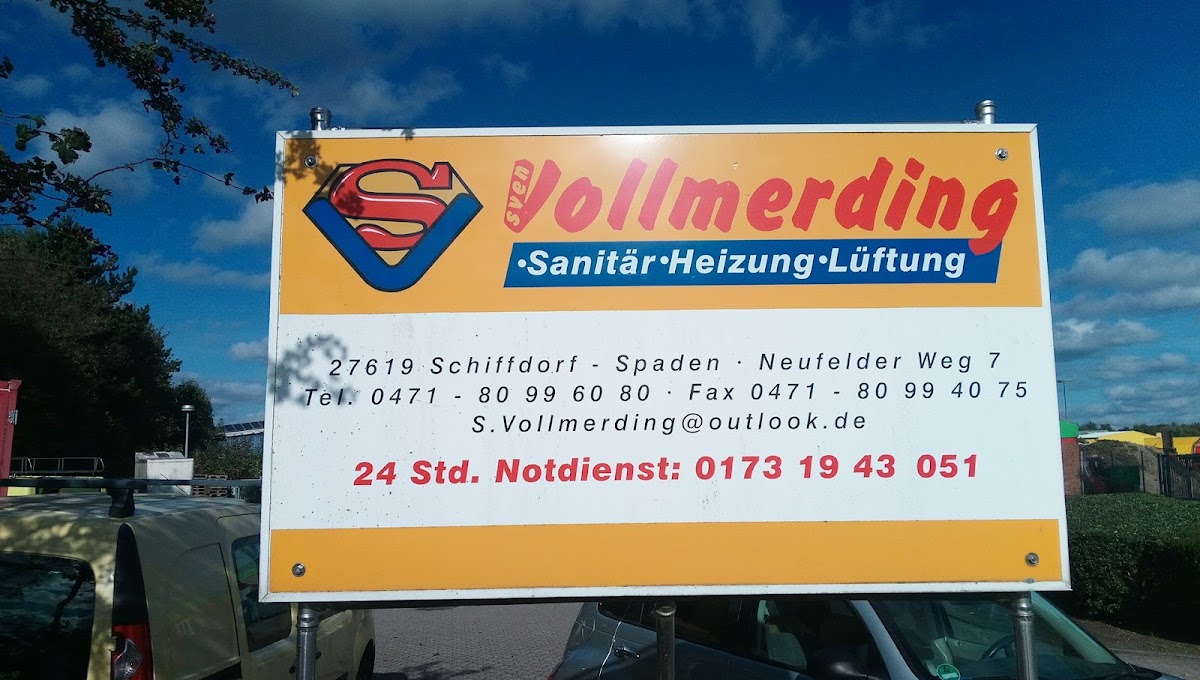 S
sven Vollmerding
•Sanitär•Heizung•Lüftung
27619 Schiffdorf - Spaden · Neufelder Weg 7
Tel. 0471 - 80 99 60 80 · Fax 0471 - 80 99 40 75
S.Vollmerding@outlook.de
24 Std. Notdienst: 0173 19 43 051